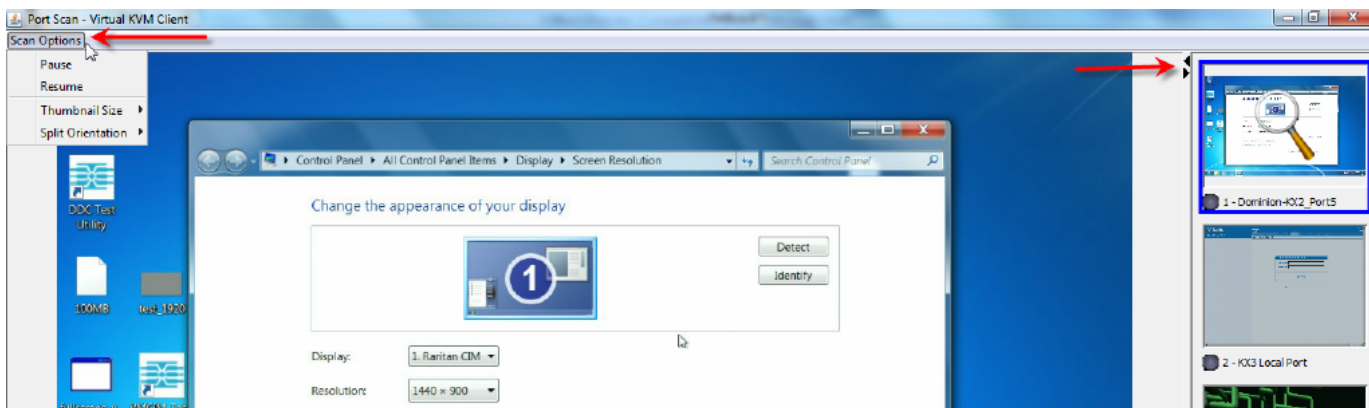 Port Scan - Virtual KVM Client
Scan Options
Pause
Resume
Thumbnail Size
Split Orientation
Control Panel
All Control Panel Items
Display
Screen Resolution
Search Control Panel
DDC Test
Utility
100MB
test_1920
Change the appearance of your display
1
Detect
Identify
Display:
1. Raritan CIM
Resolution:
1440 × 900
1 - Dominion-KX2_Port5
2 - KX3 Local Port